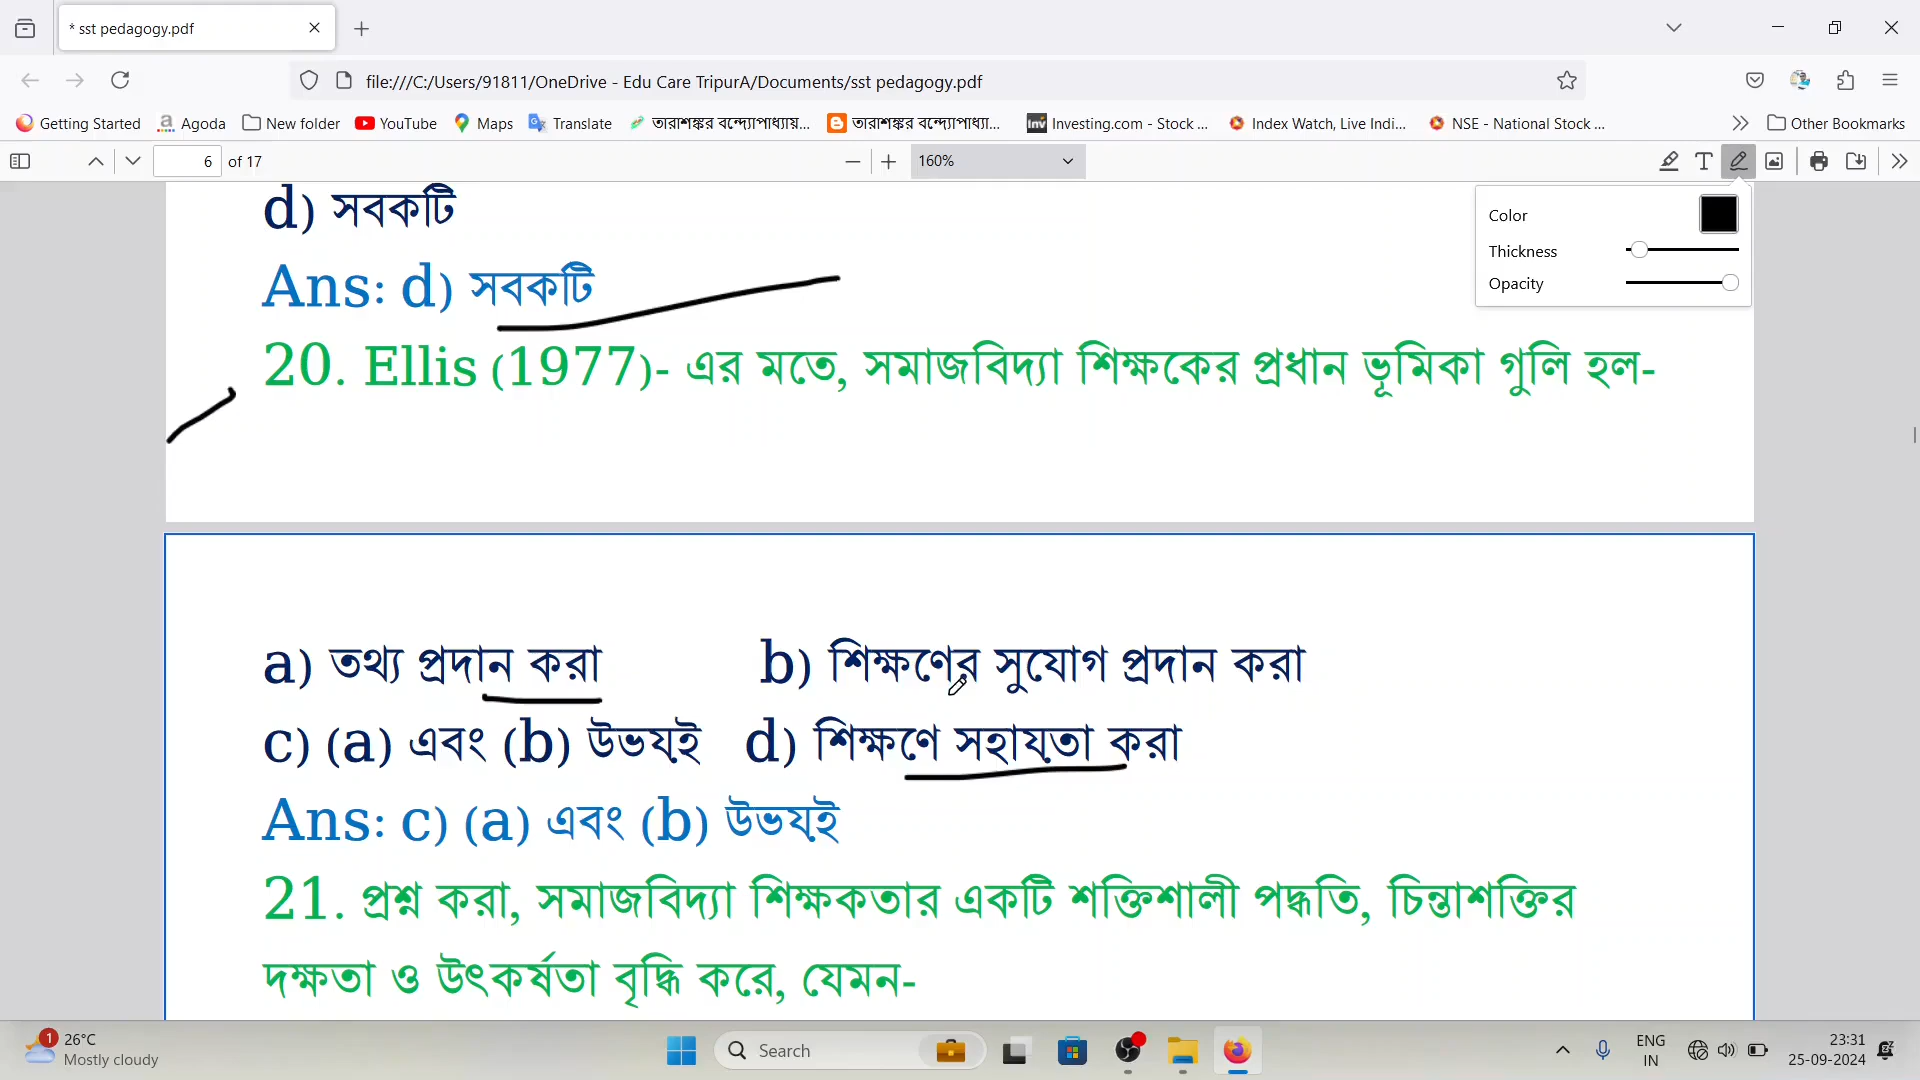 * sst pedagogy.pdf
file:///C:/Users/91811/OneDrive - Edu Care TripurA/Documents/sst pedagogy.pdf
Getting Started Agoda New folder YouTube Maps Translate তারাশঙ্কর বন্দ্যোপাধ্যায়... তারাশঙ্কর বন্দ্যোপাধ্যা... Investing.com - Stock ... Index Watch, Live Indi... NSE - National Stock ... Other Bookmarks
6 of 17 160%
Color
Thickness
Opacity
d) সবকটি
Ans: d) সবকটি
20. Ellis (1977)- এর মতে, সমাজবিদ্যা শিক্ষকের প্রধান ভূমিকা গুলি হল-
a) তথ্য প্রদান করা b) শিক্ষণের সুযোগ প্রদান করা
c) (a) এবং (b) উভয়ই d) শিক্ষণে সহায়তা করা
Ans: c) (a) এবং (b) উভয়ই
21. প্রশ্ন করা, সমাজবিদ্যা শিক্ষকতার একটি শক্তিশালী পদ্ধতি, চিন্তাশক্তির
দক্ষতা ও উৎকর্ষতা বৃদ্ধি করে, যেমন-
1 26°C
Mostly cloudy
Search
ENG
IN
23:31
25-09-2024